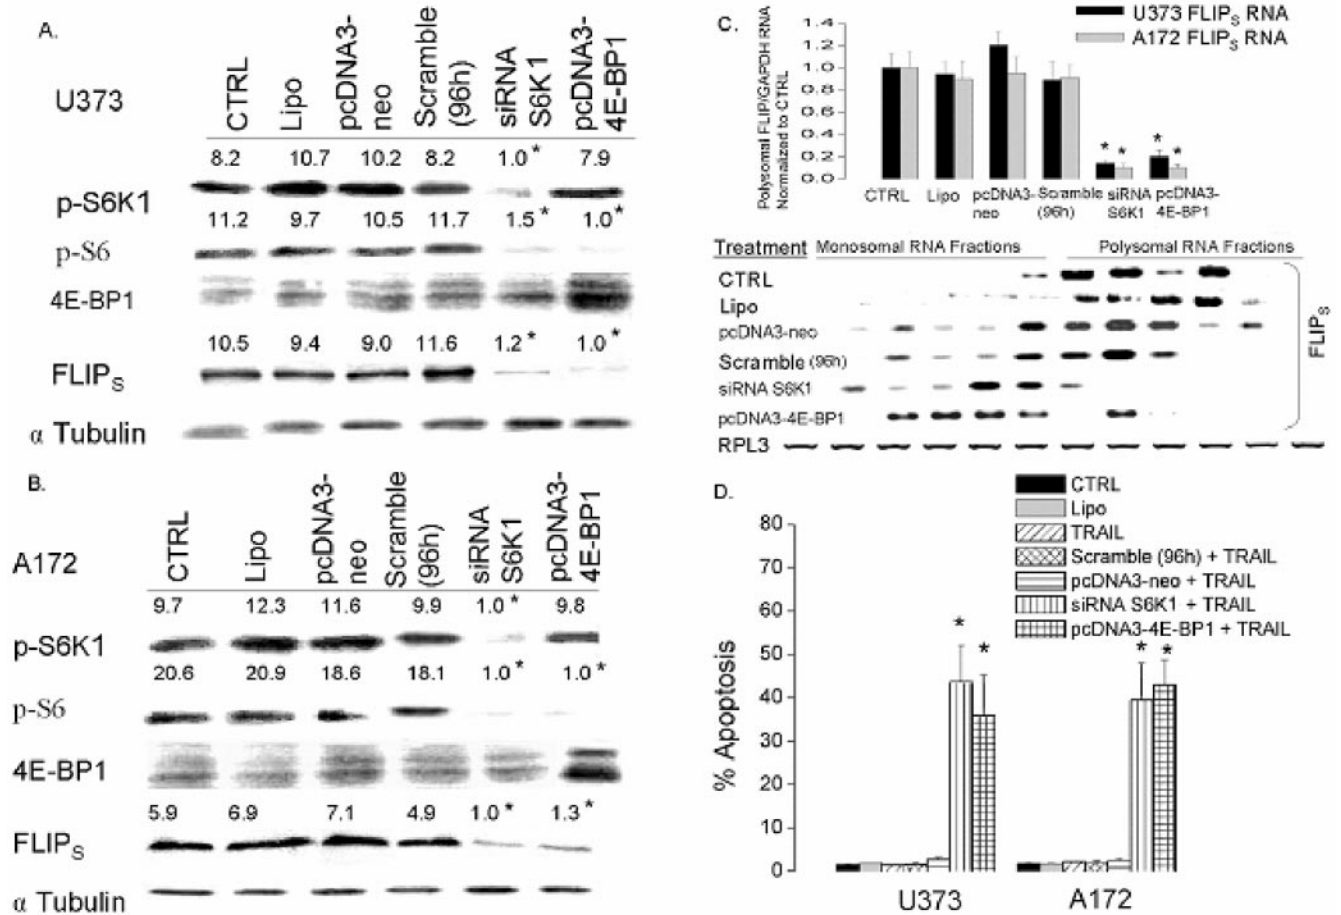 A.
U373
CTRL
Lipo
pcDNA3-
neo
Scramble
(96h)
siRNA
S6K1
pcDNA3-
4E-BP1
8.2 10.7 10.2 8.2 1.0* 7.9
p-S6K1
11.2 9.7 10.5 11.7 1.5* 1.0*
p-S6
4E-BP1
10.5 9.4 9.0 11.6 1.2* 1.0*
FLIPS
α Tubulin
B.
A172
CTRL
Lipo
pcDNA3-
neo
Scramble
(96h)
siRNA
S6K1
pcDNA3-
4E-BP1
9.7 12.3 11.6 9.9 1.0* 9.8
p-S6K1
20.6 20.9 18.6 18.1 1.0* 1.0*
p-S6
4E-BP1
5.9 6.9 7.1 4.9 1.0* 1.3*
FLIPS
α Tubulin
C.
U373 FLIPS RNA
A172 FLIPS RNA
Polysomal FLIP/GAPDH RNA
Normalized to CTRL
1.4
1.2
1.0
0.8
0.6
0.4
0.2
0.0
* * * *
CTRL Lipo pcDNA3- Scramble siRNA pcDNA3-
neo (96h) S6K1 4E-BP1
Treatment Monosomal RNA Fractions Polysomal RNA Fractions
CTRL
Lipo
pcDNA3-neo
Scramble (96h)
siRNA S6K1
pcDNA3-4E-BP1
RPL3
FLIPS
D.
CTRL
Lipo
TRAIL
Scramble (96h) + TRAIL
pcDNA3-neo + TRAIL
siRNA S6K1 + TRAIL
pcDNA3-4E-BP1 + TRAIL
% Apoptosis
80
70
60
50
40
30
20
10
0
* * * *
U373 A172